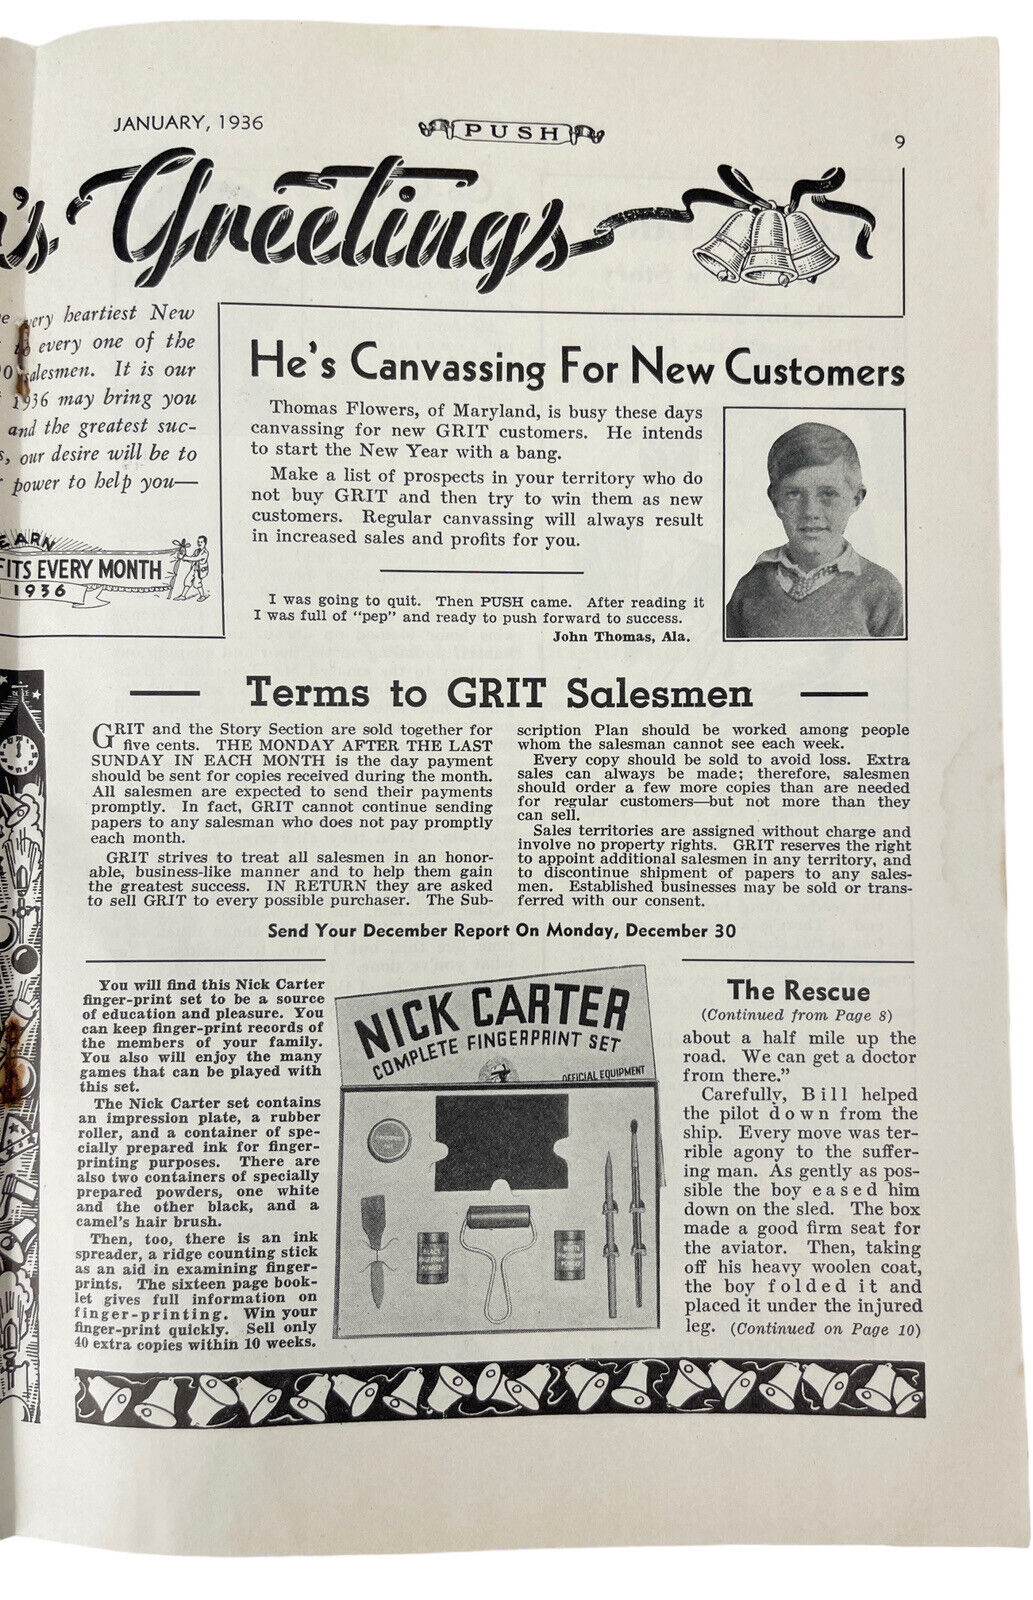 JANUARY, 1936
PUSH
9
's Greetings
very heartiest New
to every one of the
salesmen. It is our
1936 may bring you
and the greatest suc-
s, our desire will be to
power to help you—
EARN
FITS EVERY MONTH
1936
He's Canvassing For New Customers
Thomas Flowers, of Maryland, is busy these days
canvassing for new GRIT customers. He intends
to start the New Year with a bang.
Make a list of prospects in your territory who do
not buy GRIT and then try to win them as new
customers. Regular canvassing will always result
in increased sales and profits for you.
I was going to quit. Then PUSH came. After reading it
I was full of "pep" and ready to push forward to success.
John Thomas, Ala.
Terms to GRIT Salesmen
GRIT and the Story Section are sold together for
five cents. THE MONDAY AFTER THE LAST
SUNDAY IN EACH MONTH is the day payment
should be sent for copies received during the month.
All salesmen are expected to send their payments
promptly. In fact, GRIT cannot continue sending
papers to any salesman who does not pay promptly
each month.
GRIT strives to treat all salesmen in an honor-
able, business-like manner and to help them gain
the greatest success. IN RETURN they are asked
to sell GRIT to every possible purchaser. The Sub-
scription Plan should be worked among people
whom the salesman cannot see each week.
Every copy should be sold to avoid loss. Extra
sales can always be made; therefore, salesmen
should order a few more copies than are needed
for regular customers—but not more than they
can sell.
Sales territories are assigned without charge and
involve no property rights. GRIT reserves the right
to appoint additional salesmen in any territory, and
to discontinue shipment of papers to any sales-
men. Established businesses may be sold or trans-
ferred with our consent.
Send Your December Report On Monday, December 30
You will find this Nick Carter
finger-print set to be a source
of education and pleasure. You
can keep finger-print records of
the members of your family.
You also will enjoy the many
games that can be played with
this set.
The Nick Carter set contains
an impression plate, a rubber
roller, and a container of spe-
cially prepared ink for finger-
printing purposes. There are
also two containers of specially
prepared powders, one white
and the other black, and a
camel's hair brush.
Then, too, there is an ink
spreader, a ridge counting stick
as an aid in examining finger-
prints. The sixteen page book-
let gives full information on
finger-printing. Win your
finger-print quickly. Sell only
40 extra copies within 10 weeks.
NICK CARTER
COMPLETE FINGERPRINT SET
OFFICIAL EQUIPMENT
BLACK
FINGERPRINT
POWDER
The Rescue
(Continued from Page 8)
about a half mile up the
road. We can get a doctor
from there."
Carefully, Bill helped
the pilot down from the
ship. Every move was ter-
rible agony to the suffer-
ing man. As gently as pos-
sible the boy eased him
down on the sled. The box
made a good firm seat for
the aviator. Then, taking
off his heavy woolen coat,
the boy folded it and
placed it under the injured
leg. (Continued on Page 10)